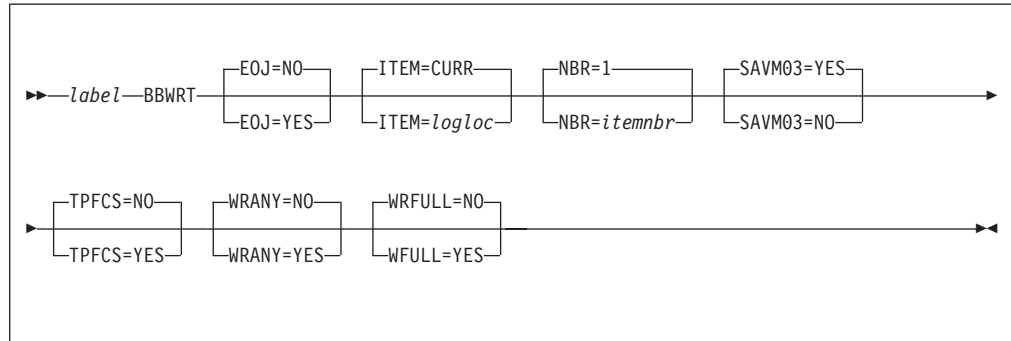 EOJ=NO ITEM=CURR NBR=1 SAVM03=YES
label BBWRT
EOJ=YES ITEM=logloc NBR=itemnbr SAVM03=NO
TPFCS=NO WRANY=NO WRFULL=NO
TPFCS=YES WRANY=YES WFULL=YES